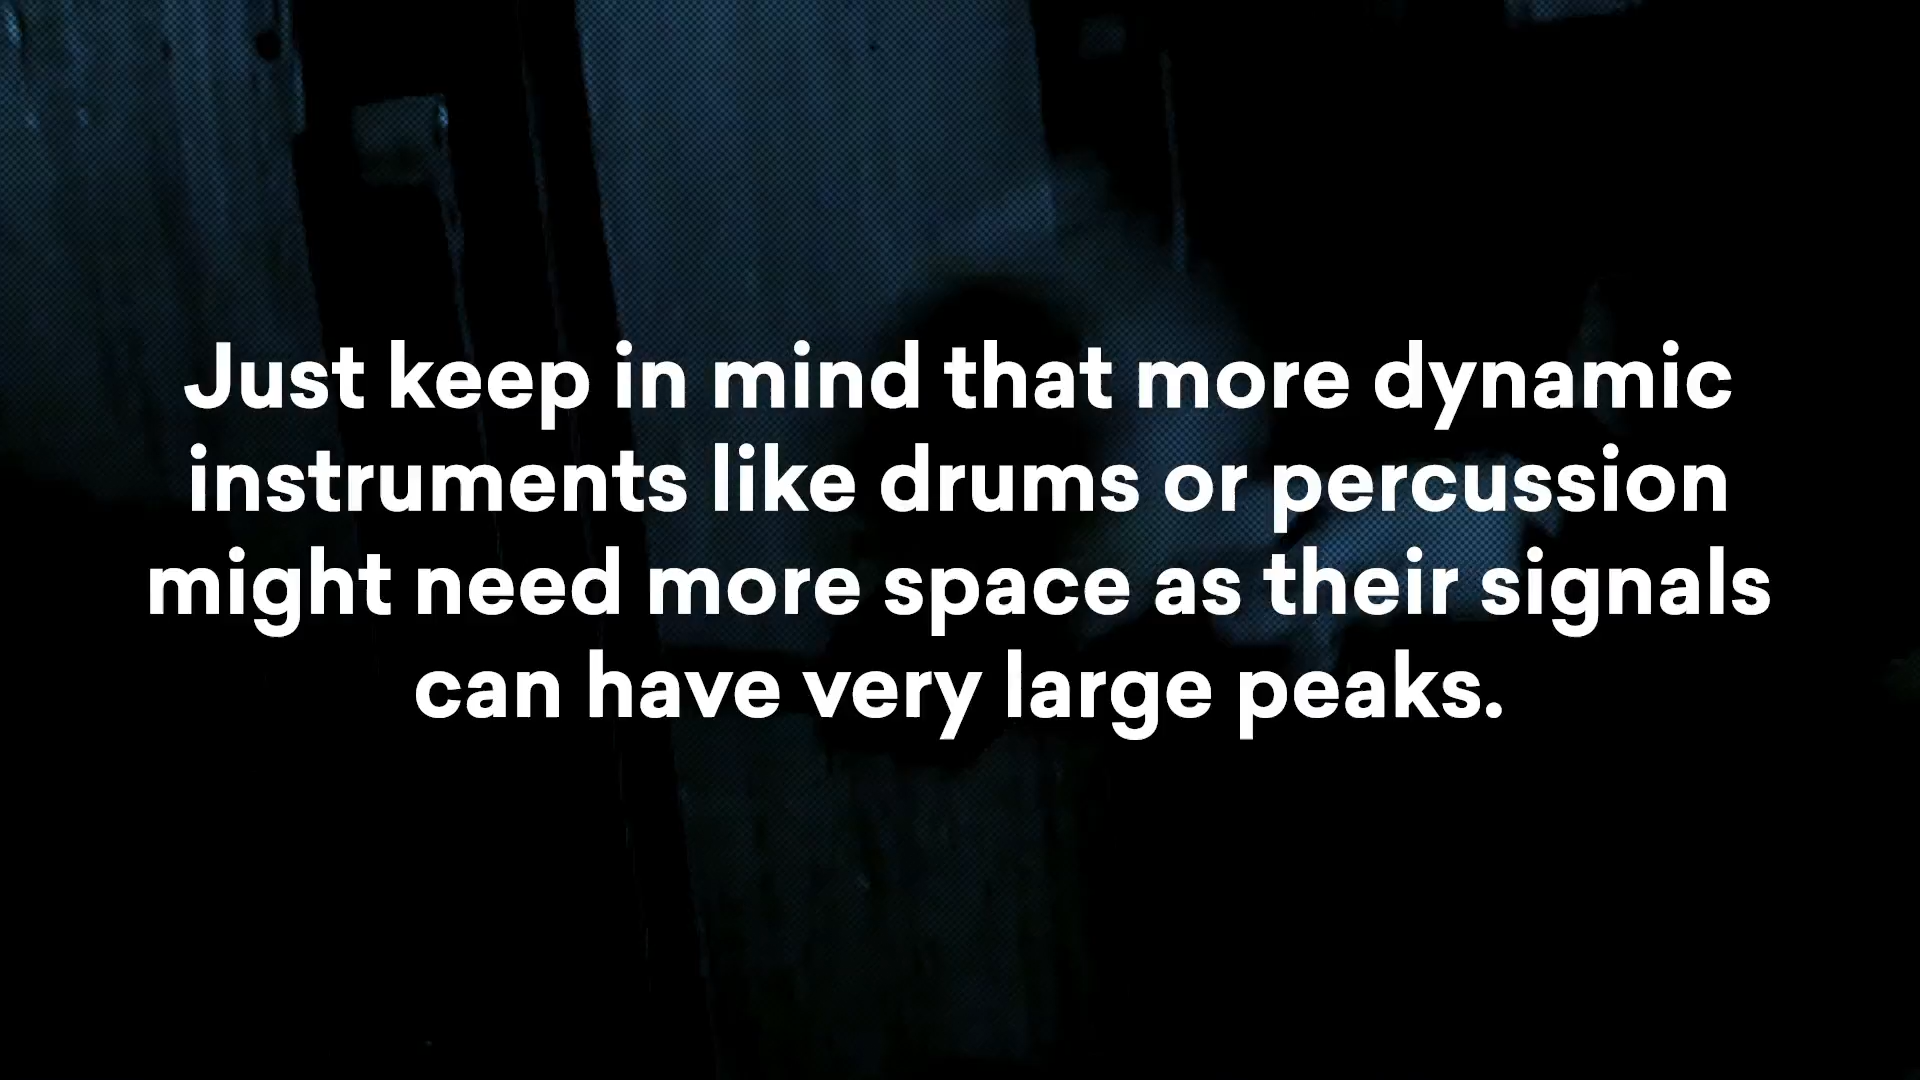 Just keep in mind that more dynamic
instruments like drums or percussion
might need more space as their signals
can have very large peaks.